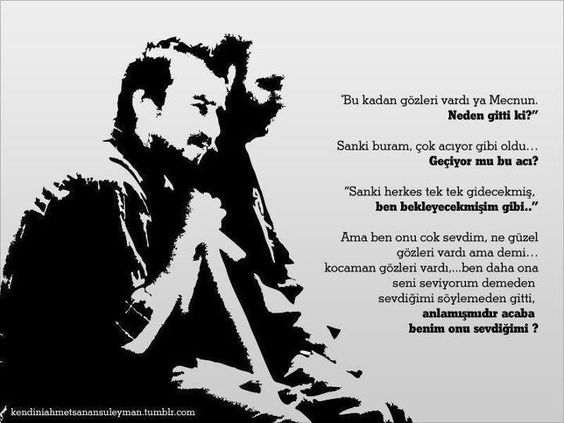 "Bu kadan gözleri vardı ya Mecnun.
Neden gitti ki?"
Sanki buram, çok acıyor gibi oldu...
Geçiyor mu bu acı?
"Sanki herkes tek tek gidecekmiş,
ben bekleyecekmişim gibi.."
Ama ben onu cok sevdim, ne güzel
gözleri vardı ama demi...
kocaman gözleri vardı,...ben daha ona
seni seviyorum demeden
sevdiğimi söylemeden gitti,
anlamışmıdır acaba
benim onu sevdiğimi ?
kendiniahmetsanansuleyman.tumblr.com